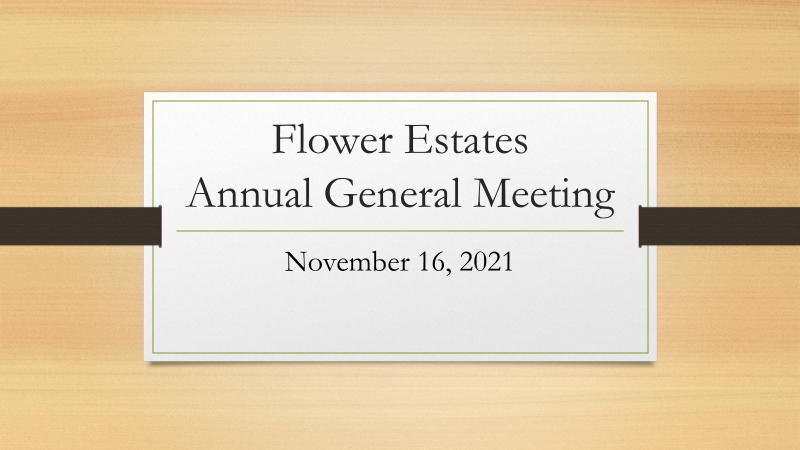 Flower Estates
Annual General Meeting
November 16, 2021